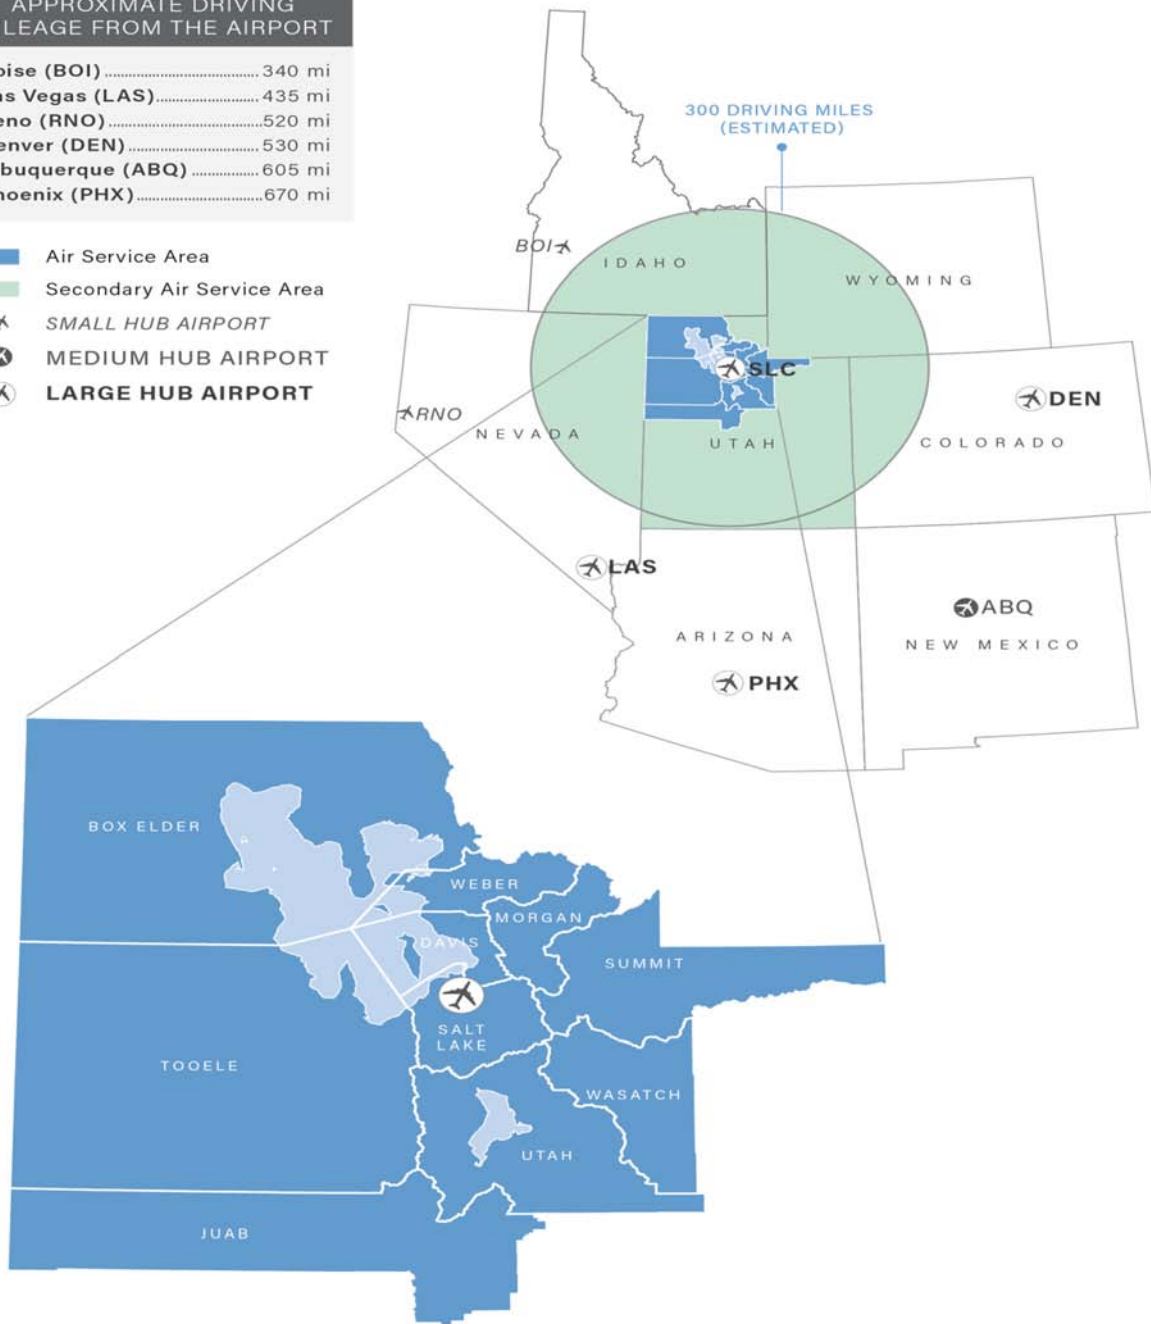 APPROXIMATE DRIVING
LEAGE FROM THE AIRPORT
oise (BOI) 340 mi
as Vegas (LAS) 435 mi
eno (RNO) 520 mi
enver (DEN) 530 mi
buquerque (ABQ) 605 mi
hoenix (PHX) 670 mi
Air Service Area
Secondary Air Service Area
SMALL HUB AIRPORT
MEDIUM HUB AIRPORT
LARGE HUB AIRPORT
300 DRIVING MILES
(ESTIMATED)
BOI
IDAHO
WYOMING
SLC
RNO
NEVADA
UTAH
DEN
COLORADO
LAS
ABQ
ARIZONA
NEW MEXICO
PHX
BOX ELDER
WEBER
MORGAN
DAVIS
SUMMIT
SALT
LAKE
TOOELE
WASATCH
UTAH
JUAB